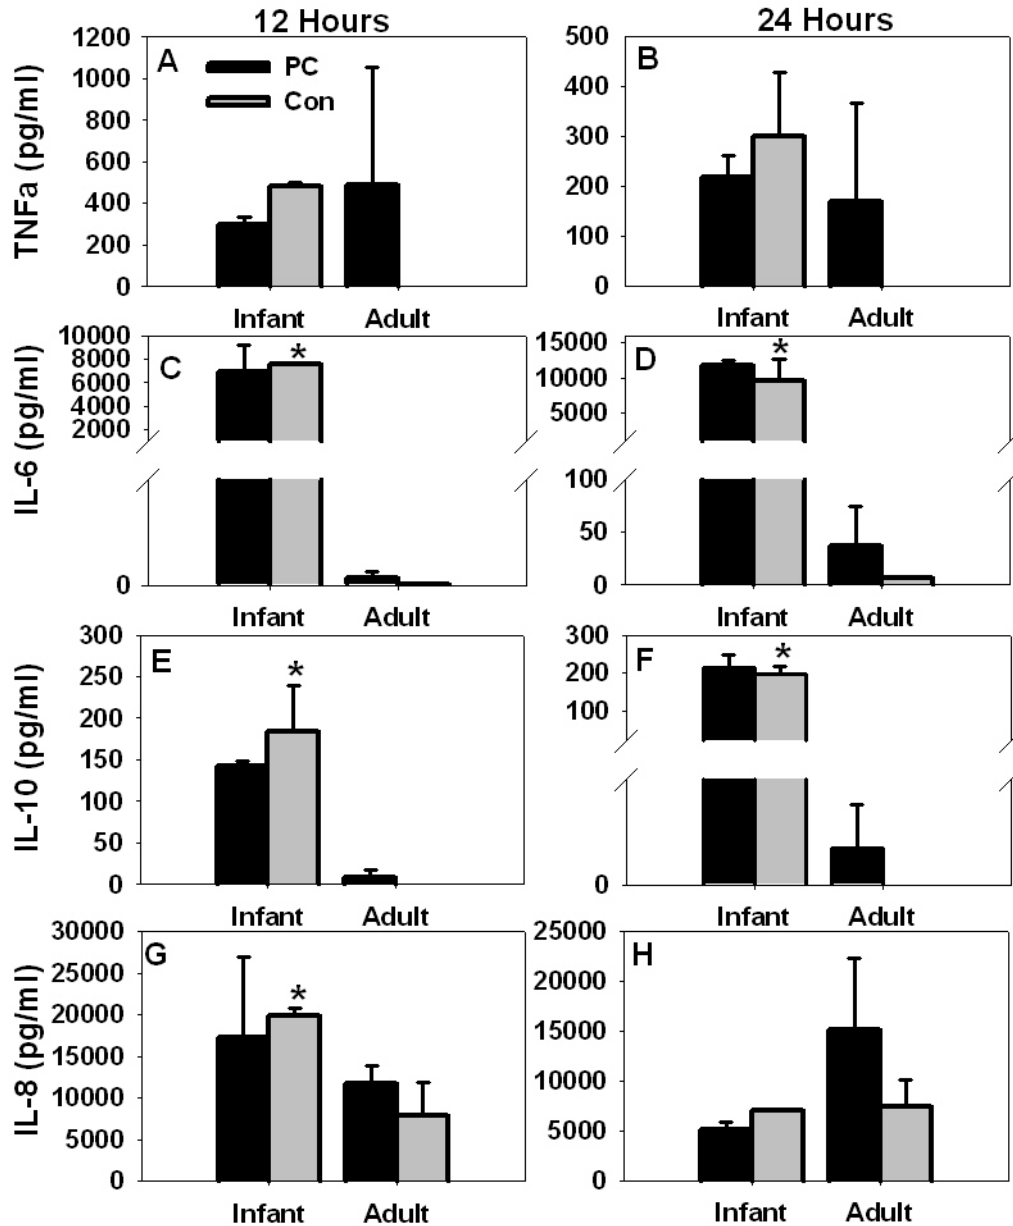 12 Hours
24 Hours
TNFa (pg/ml)
1200
1000
800
600
400
200
0
A
PC
Con
Infant Adult
500
400
300
200
100
0
B
Infant Adult
IL-6 (pg/ml)
10000
8000
6000
4000
2000
0
C
*
Infant Adult
15000
10000
5000
100
50
0
D
*
Infant Adult
IL-10 (pg/ml)
300
250
200
150
100
50
0
E
*
Infant Adult
300
200
100
0
F
*
Infant Adult
IL-8 (pg/ml)
30000
25000
20000
15000
10000
5000
0
G
*
Infant Adult
25000
20000
15000
10000
5000
0
H
Infant Adult